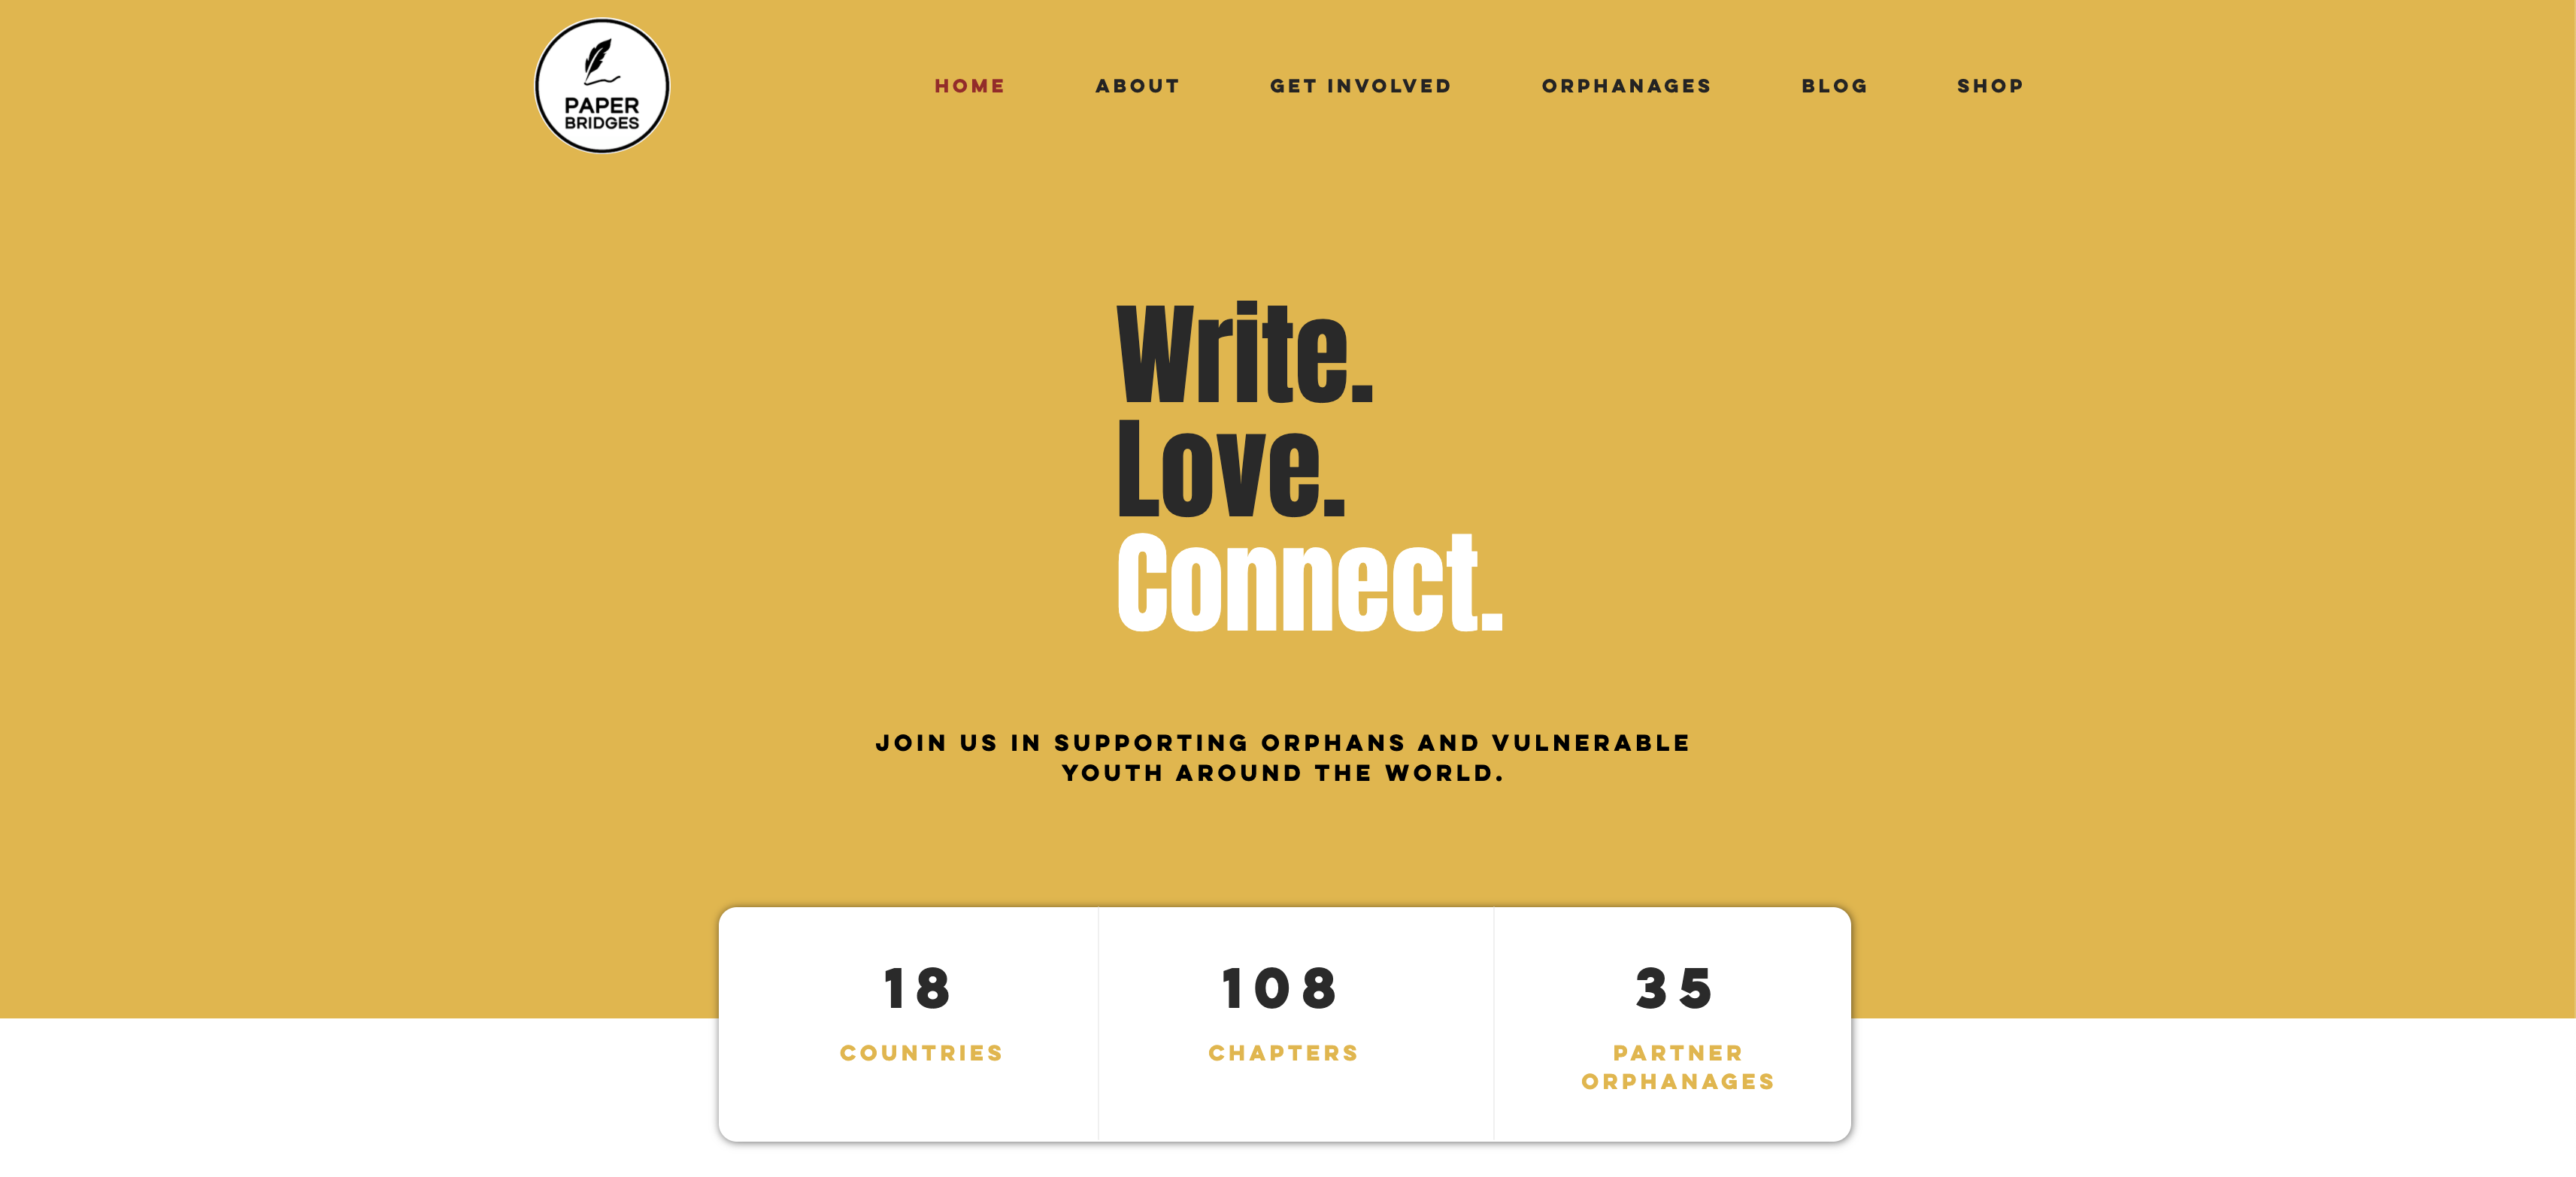 PAPER
BRIDGES
HOME ABOUT GET INVOLVED ORPHANAGES BLOG SHOP
Write.
Love.
Connect.
JOIN US IN SUPPORTING ORPHANS AND VULNERABLE
YOUTH AROUND THE WORLD.
18
COUNTRIES
108
CHAPTERS
35
PARTNER
ORPHANAGES